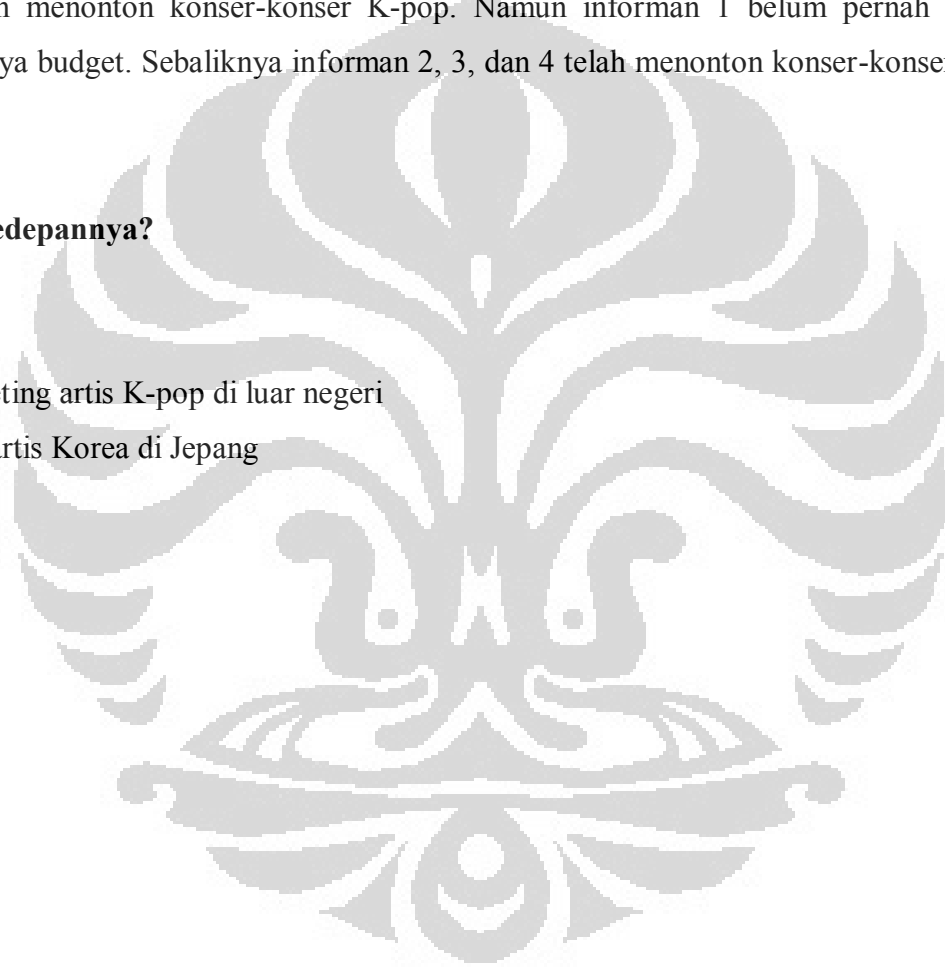 menonton konser-konser K-pop. Namun informan 1 belum pernah
ya budget. Sebaliknya informan 2, 3, dan 4 telah menonton konser-konser
edepannya?
ting artis K-pop di luar negeri
rtis Korea di Jepang